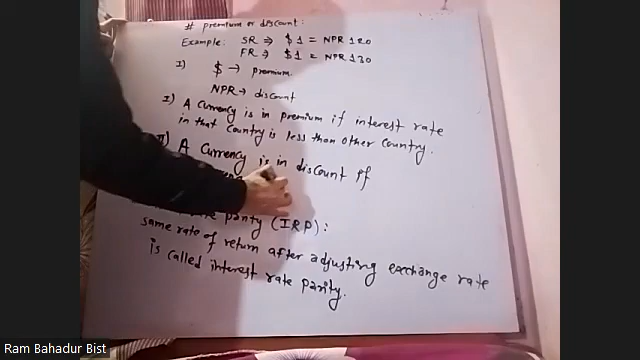 # premium or discount:
Example: SR ⇒ $1 = NPR 120
FR ⇒ $1 = NPR 130
I) $ → premium.
NPR → discount
I) A currency is in premium if interest rate
in that country is less than other country.
II) A currency is in discount if
parity (IRP):
same rate of return after adjusting exchange rate
is called interest rate parity.
Ram Bahadur Bist